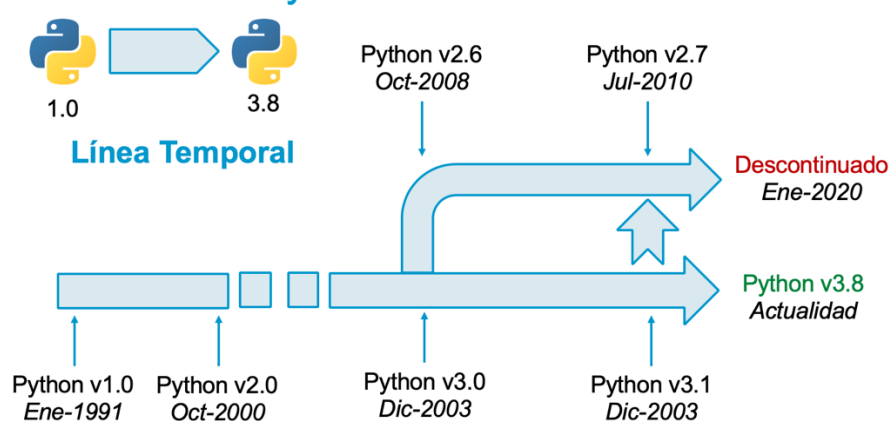 1.0
3.8
Línea Temporal
Python v2.6
Oct-2008
Python v2.7
Jul-2010
Descontinuado
Ene-2020
Python v3.8
Actualidad
Python v1.0
Ene-1991
Python v2.0
Oct-2000
Python v3.0
Dic-2003
Python v3.1
Dic-2003